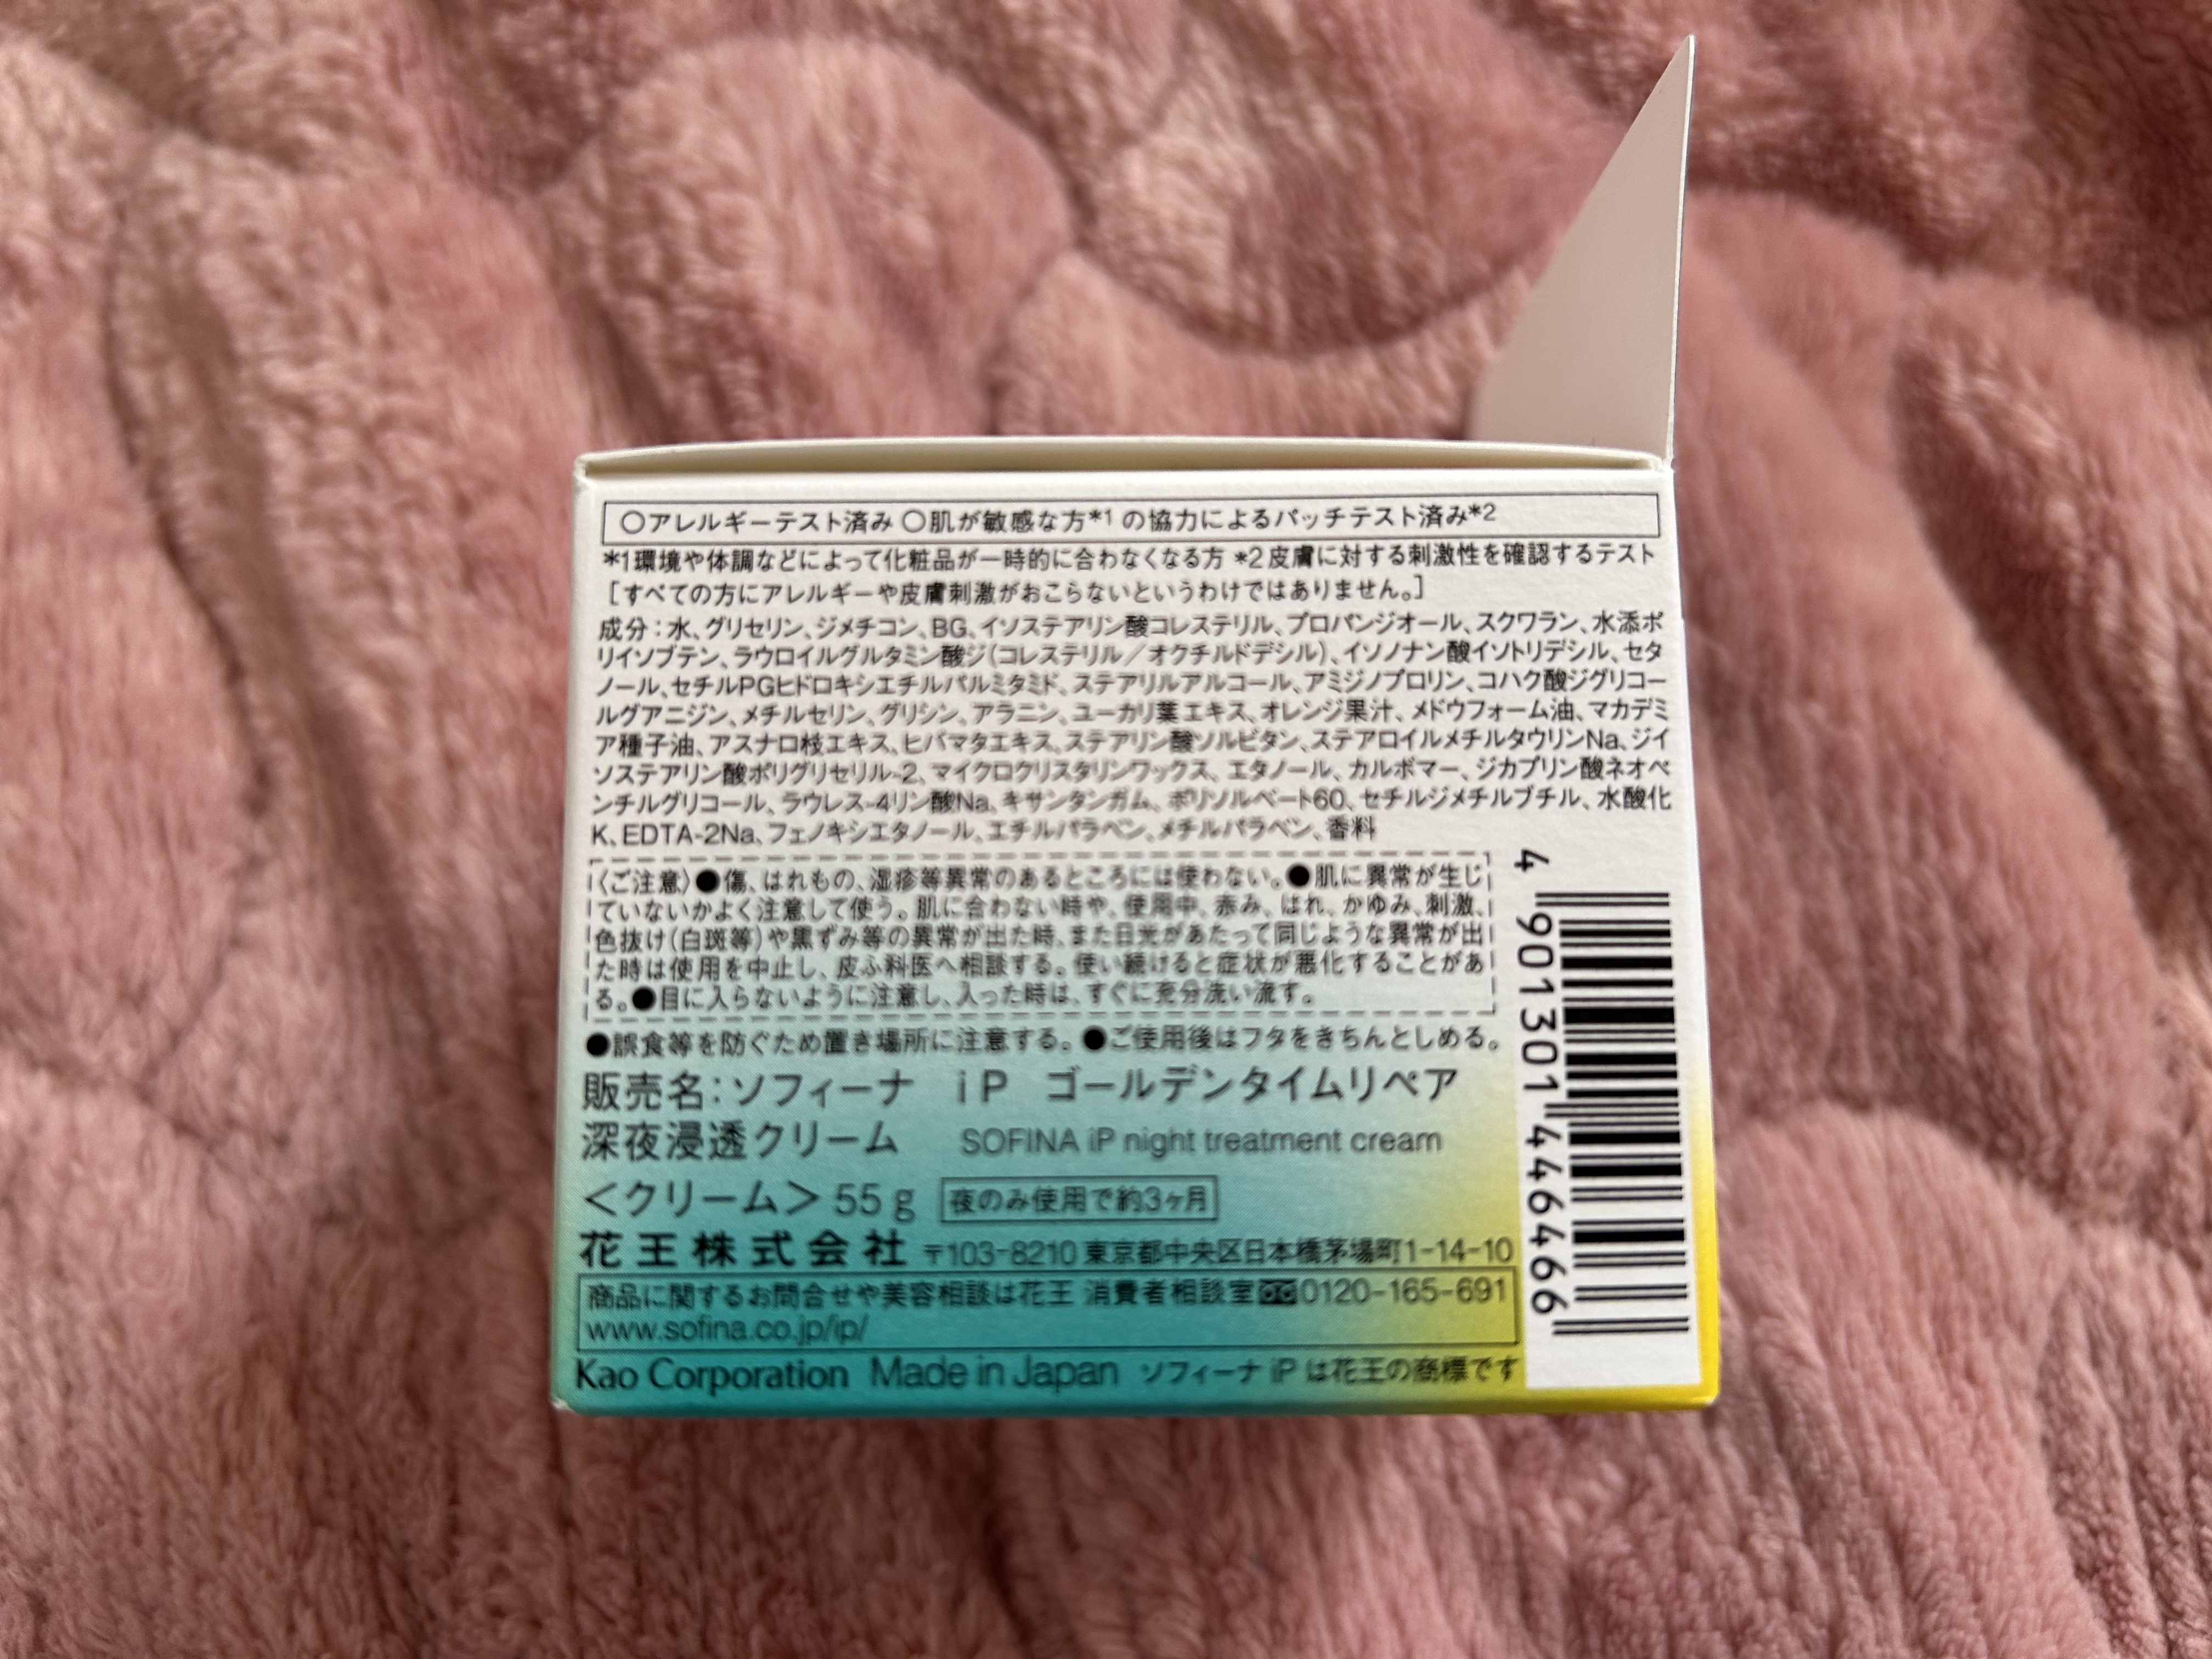 ○アレルギーテスト済み ○肌が敏感な方*1 の協力によるパッチテスト済み*2
*1環境や体調などによって化粧品が一時的に合わなくなる方 *2皮膚に対する刺激性を確認するテスト
［すべての方にアレルギーや皮膚刺激がおこらないというわけではありません。］
成分：水、グリセリン、ジメチコン、BG、イソステアリン酸コレステリル、プロパンジオール、スクワラン、水添ポ
リイソブテン、ラウロイルグルタミン酸ジ（コレステリル／オクチルドデシル）、イソノナン酸イソトリデシル、セタ
ノール、セチルPGヒドロキシエチルパルミタミド、ステアリルアルコール、アミジノプロリン、コハク酸ジグリコー
ルグアニジン、メチルセリン、グリシン、アラニン、ユーカリ葉エキス、オレンジ果汁、メドウフォーム油、マカデミ
ア種子油、アスナロ枝エキス、ヒバマタエキス、ステアリン酸ソルビタン、ステアロイルメチルタウリンNa、ジイ
ソステアリン酸ポリグリセリル-2、マイクロクリスタリンワックス、エタノール、カルボマー、ジカプリン酸ネオペ
ンチルグリコール、ラウレス-4リン酸Na、キサンタンガム、ポリソルベート60、セチルジメチルブチル、水酸化
K、EDTA-2Na、フェノキシエタノール、エチルパラベン、メチルパラベン、香料
〈ご注意〉●傷、はれもの、湿疹等異常のあるところには使わない。●肌に異常が生じ
ていないかよく注意して使う。肌に合わない時や、使用中、赤み、はれ、かゆみ、刺激、
色抜け（白斑等）や黒ずみ等の異常が出た時、また日光があたって同じような異常が出
た時は使用を中止し、皮ふ科医へ相談する。使い続けると症状が悪化することがあ
る。●目に入らないように注意し、入った時は、すぐに充分洗い流す。
●誤食等を防ぐため置き場所に注意する。●ご使用後はフタをきちんとしめる。
販売名：ソフィーナ iP ゴールデンタイムリペア
深夜浸透クリーム SOFINA iP night treatment cream
＜クリーム＞ 55g 夜のみ使用で約3ヶ月
花王株式会社 〒103-8210 東京都中央区日本橋茅場町1-14-10
商品に関するお問合せや美容相談は花王 消費者相談室 0120-165-691
www.sofina.co.jp/ip/
Kao Corporation Made in Japan ソフィーナ iP は花王の商標です
4 901301 446466